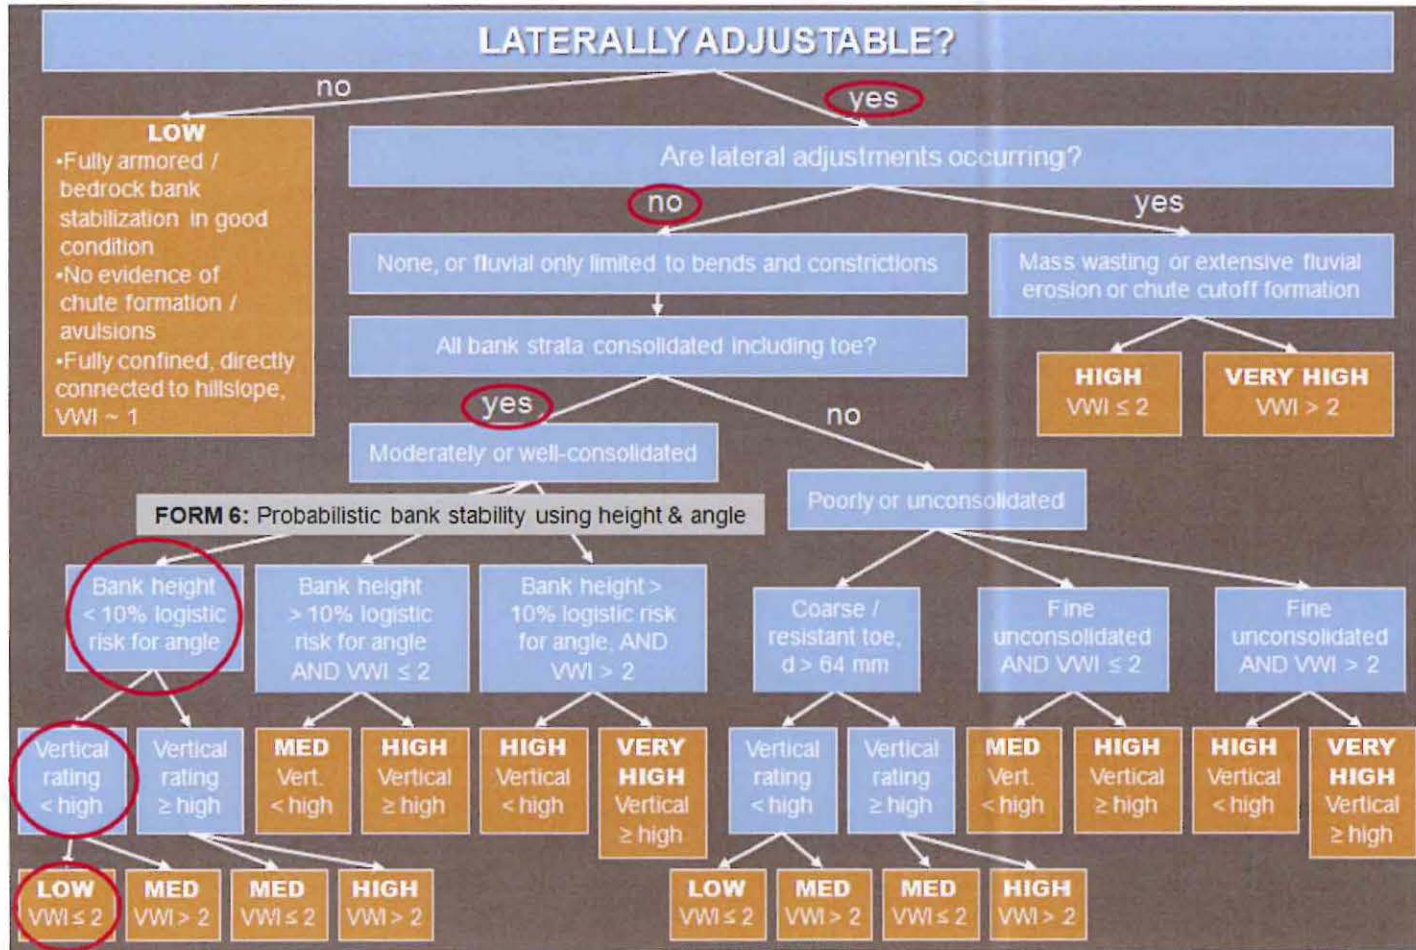 LATERALLY ADJUSTABLE?
no
yes
LOW
•Fully armored /
bedrock bank
stabilization in good
condition
•No evidence of
chute formation /
avulsions
•Fully confined, directly
connected to hillslope,
VWI ~ 1
Are lateral adjustments occurring?
no
yes
None, or fluvial only limited to bends and constrictions
Mass wasting or extensive fluvial
erosion or chute cutoff formation
All bank strata consolidated including toe?
HIGH
VWI ≤ 2
VERY HIGH
VWI > 2
yes
no
Moderately or well-consolidated
Poorly or unconsolidated
FORM 6: Probabilistic bank stability using height & angle
Bank height
< 10% logistic
risk for angle
Bank height
> 10% logistic
risk for angle
AND VWI ≤ 2
Bank height >
10% logistic risk
for angle, AND
VWI > 2
Coarse /
resistant toe,
d > 64 mm
Fine
unconsolidated
AND VWI ≤ 2
Fine
unconsolidated
AND VWI > 2
Vertical
rating
< high
Vertical
rating
≥ high
MED
Vert.
< high
HIGH
Vertical
≥ high
HIGH
Vertical
< high
VERY
HIGH
Vertical
≥ high
Vertical
rating
< high
Vertical
rating
≥ high
MED
Vert.
< high
HIGH
Vertical
≥ high
HIGH
Vertical
< high
VERY
HIGH
Vertical
≥ high
LOW
VWI ≤ 2
MED
VWI > 2
MED
VWI ≤ 2
HIGH
VWI > 2
LOW
VWI ≤ 2
MED
VWI > 2
MED
VWI ≤ 2
HIGH
VWI > 2